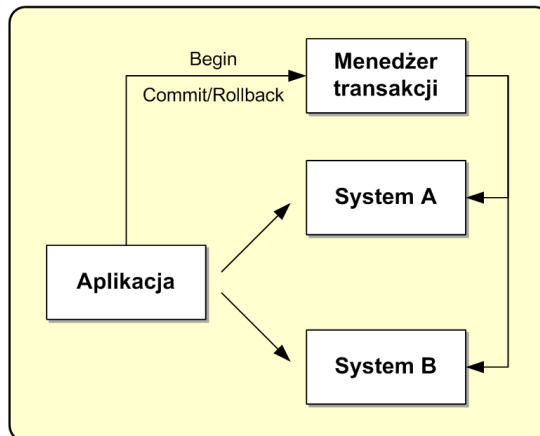 Begin
Commit/Rollback
Menedżer
transakcji
System A
Aplikacja
System B